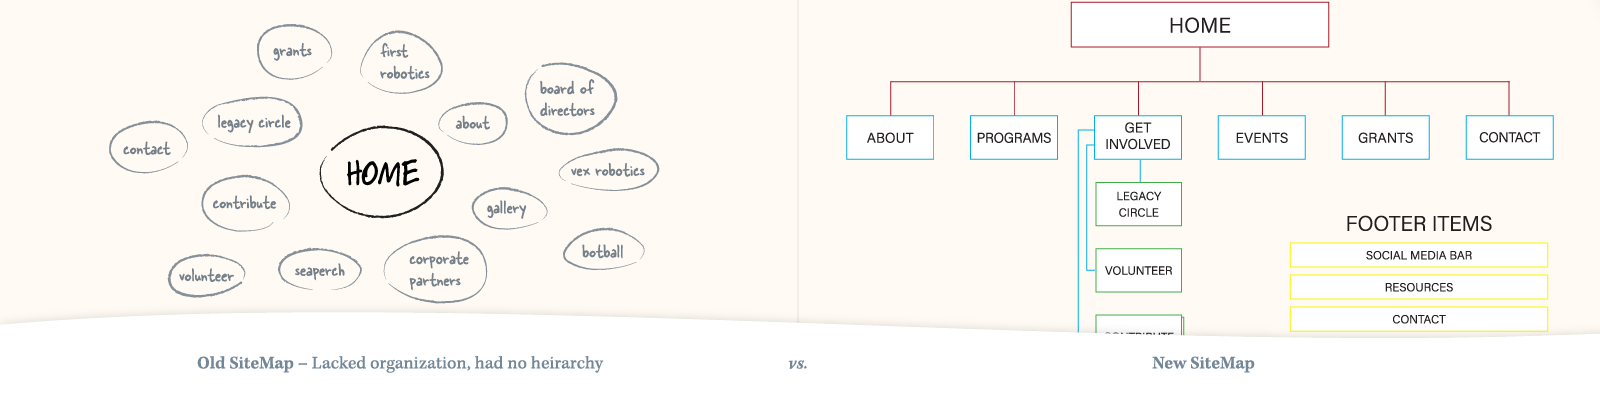 grants
first
robotics
board of
directors
legacy circle
about
contact
HOME
vex robotics
contribute
gallery
botball
corporate
partners
volunteer
seaperch
HOME
ABOUT
PROGRAMS
GET
INVOLVED
EVENTS
GRANTS
CONTACT
LEGACY
CIRCLE
VOLUNTEER
CONTRIBUTE
FOOTER ITEMS
SOCIAL MEDIA BAR
RESOURCES
CONTACT
Old SiteMap – Lacked organization, had no heirarchy
vs.
New SiteMap